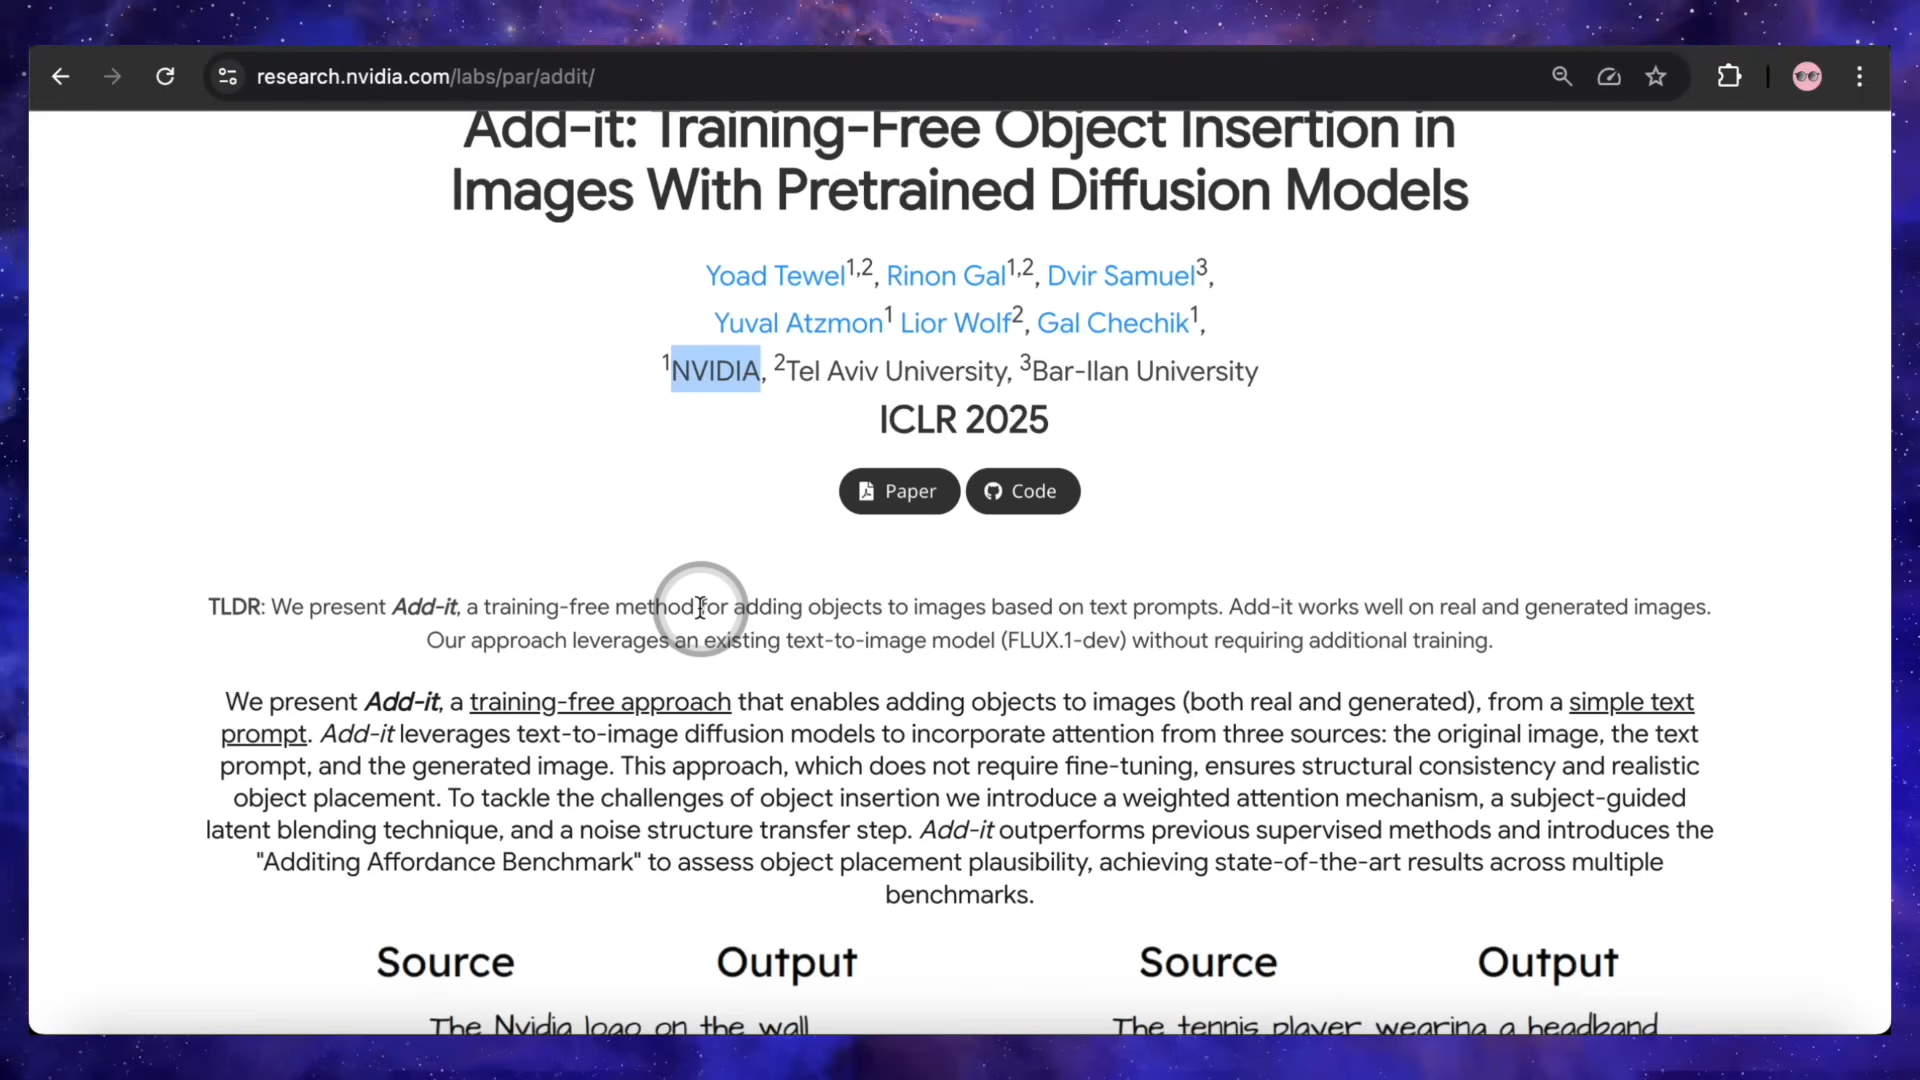 research.nvidia.com/labs/par/addit/
Add-it: Training-Free Object Insertion in
Images With Pretrained Diffusion Models
Yoad Tewel1,2, Rinon Gal1,2, Dvir Samuel3,
Yuval Atzmon1 Lior Wolf2, Gal Chechik1,
1NVIDIA, 2Tel Aviv University, 3Bar-Ilan University
ICLR 2025
Paper Code
TLDR: We present Add-it, a training-free method for adding objects to images based on text prompts. Add-it works well on real and generated images.
Our approach leverages an existing text-to-image model (FLUX.1-dev) without requiring additional training.
We present Add-it, a training-free approach that enables adding objects to images (both real and generated), from a simple text
prompt. Add-it leverages text-to-image diffusion models to incorporate attention from three sources: the original image, the text
prompt, and the generated image. This approach, which does not require fine-tuning, ensures structural consistency and realistic
object placement. To tackle the challenges of object insertion we introduce a weighted attention mechanism, a subject-guided
latent blending technique, and a noise structure transfer step. Add-it outperforms previous supervised methods and introduces the
"Additing Affordance Benchmark" to assess object placement plausibility, achieving state-of-the-art results across multiple
benchmarks.
Source Output Source Output
The Nvidia logo on the wall The tennis player wearing a headband